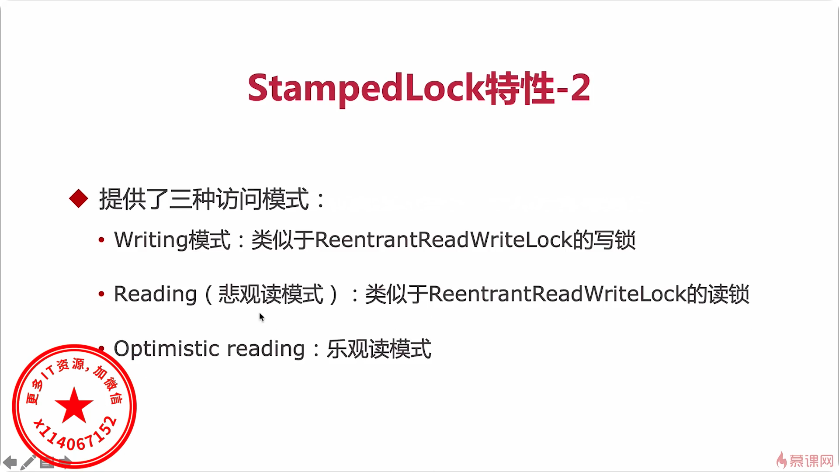 StampedLock特性-2
提供了三种访问模式：
Writing模式：类似于ReentrantReadWriteLock的写锁
Reading（悲观读模式）：类似于ReentrantReadWriteLock的读锁
Optimistic reading：乐观读模式
更多IT资源，加微信
x114067152
慕课网